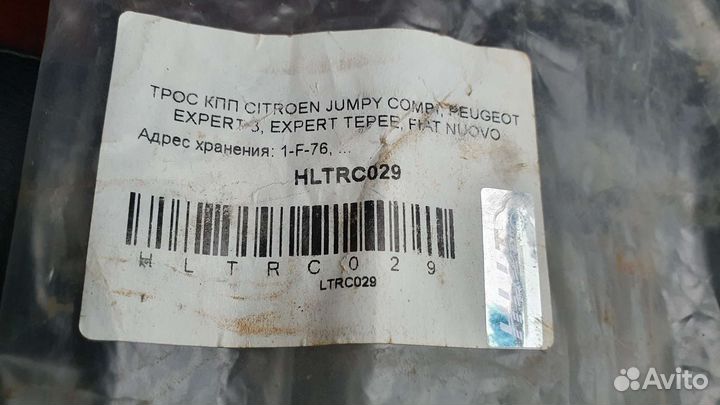 ТРОС КПП CITROEN JUMPY COMBI, PEUGEOT
EXPERT 3, EXPERT TEPEE, FIAT NUOVO
Адрес хранения: 1-F-76, ...
HLTRC029
HLTRC029
LTRC029
Avito